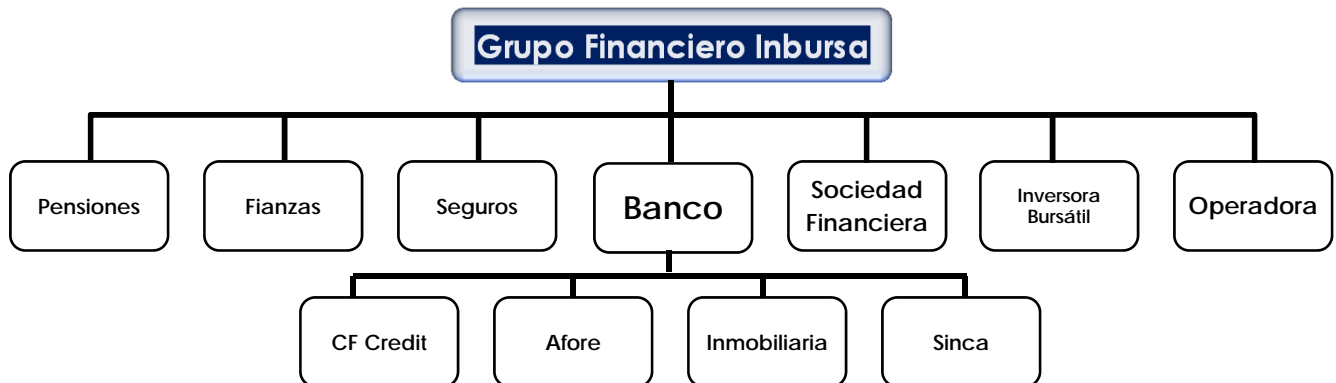 Grupo Financiero Inbursa
Pensiones
Fianzas
Seguros
Banco
Sociedad
Financiera
Inversora
Bursátil
Operadora
CF Credit
Afore
Inmobiliaria
Sinca